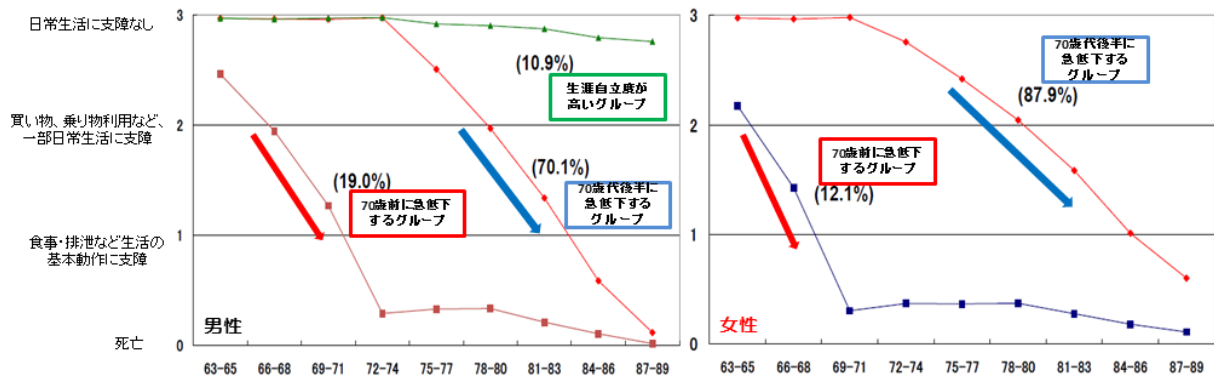 日常生活に支障なし
買い物、乗り物利用など、
一部日常生活に支障
食事・排泄など生活の
基本動作に支障
死亡
3
2
1
0
(10.9%)
生涯自立度が
高いグループ
(70.1%)
70歳代後半に
急低下する
グループ
(19.0%)
70歳前に急低下
するグループ
男性
63-65 66-68 69-71 72-74 75-77 78-80 81-83 84-86 87-89
3
2
1
0
70歳代後半に
急低下する
グループ
(87.9%)
70歳前に急低下
するグループ
(12.1%)
女性
63-65 66-68 69-71 72-74 75-77 78-80 81-83 84-86 87-89